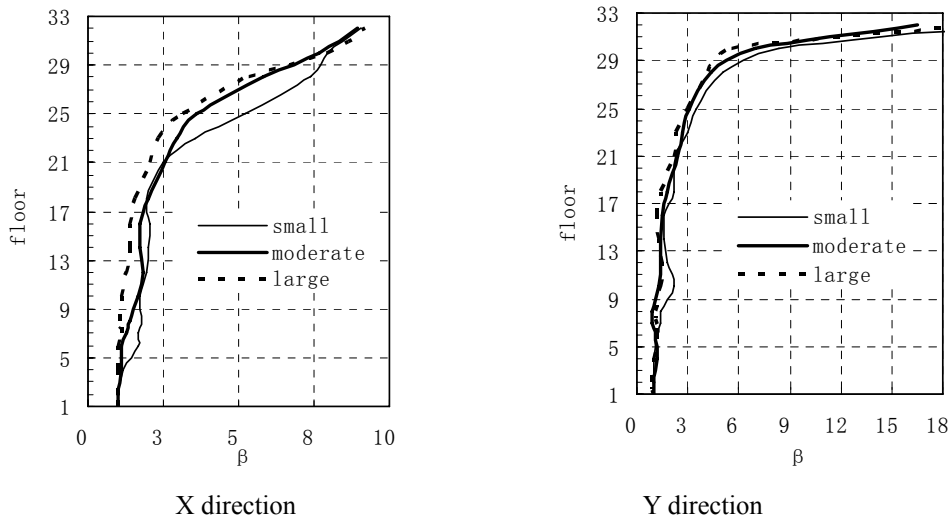 33
29
25
21
17
13
9
5
1
floor
small
moderate
large
0 3 5 8 10
β
X direction
33
29
25
21
17
13
9
5
1
floor
small
moderate
large
0 3 6 9 12 15 18
β
Y direction